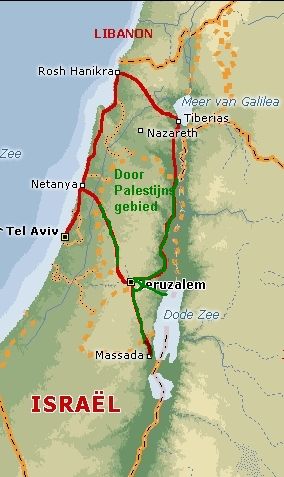 LIBANON
Rosh Hanikra
Meer van Galilea
Tiberias
Nazareth
Zee
Door
Palestijns
gebied
Netanya
Tel Aviv
Jeruzalem
Dode Zee
Massada
ISRAËL